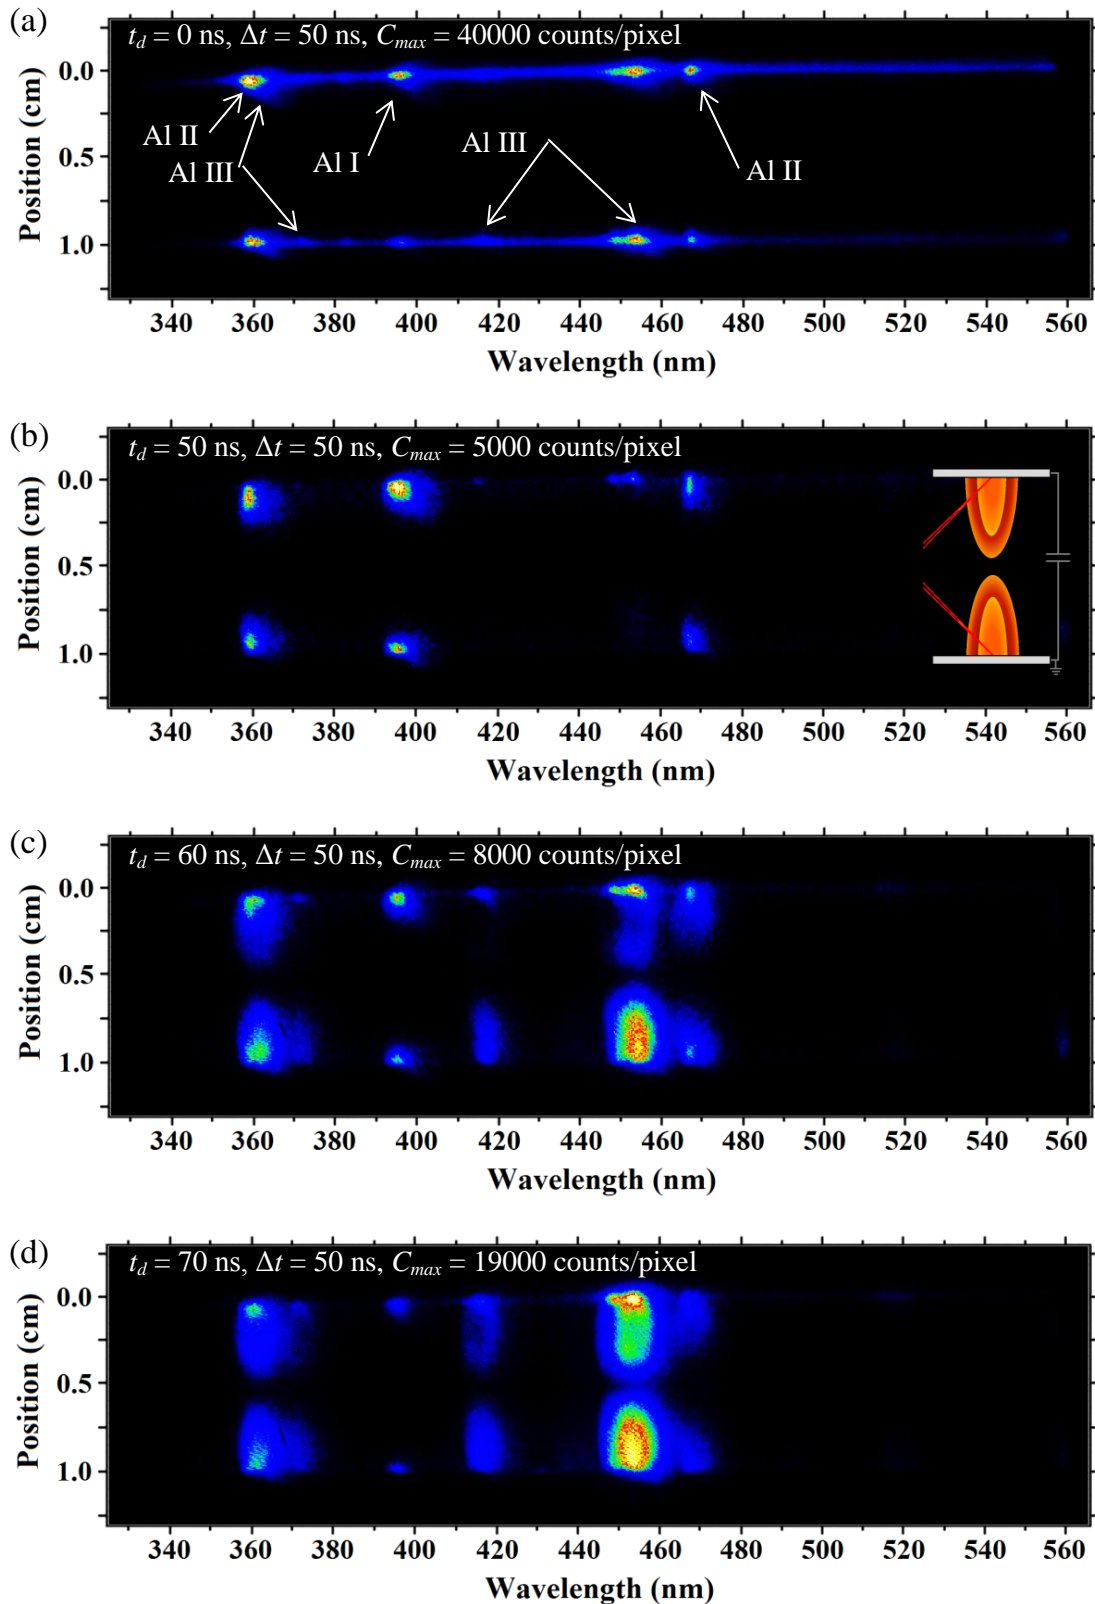 (a)
t_d = 0 ns, Δt = 50 ns, C_max = 40000 counts/pixel
Position (cm)
0.0
0.5
1.0
Al II
Al III
Al I
Al III
Al II
340 360 380 400 420 440 460 480 500 520 540 560
Wavelength (nm)
(b)
t_d = 50 ns, Δt = 50 ns, C_max = 5000 counts/pixel
Position (cm)
0.0
0.5
1.0
340 360 380 400 420 440 460 480 500 520 540 560
Wavelength (nm)
(c)
t_d = 60 ns, Δt = 50 ns, C_max = 8000 counts/pixel
Position (cm)
0.0
0.5
1.0
340 360 380 400 420 440 460 480 500 520 540 560
Wavelength (nm)
(d)
t_d = 70 ns, Δt = 50 ns, C_max = 19000 counts/pixel
Position (cm)
0.0
0.5
1.0
340 360 380 400 420 440 460 480 500 520 540 560
Wavelength (nm)